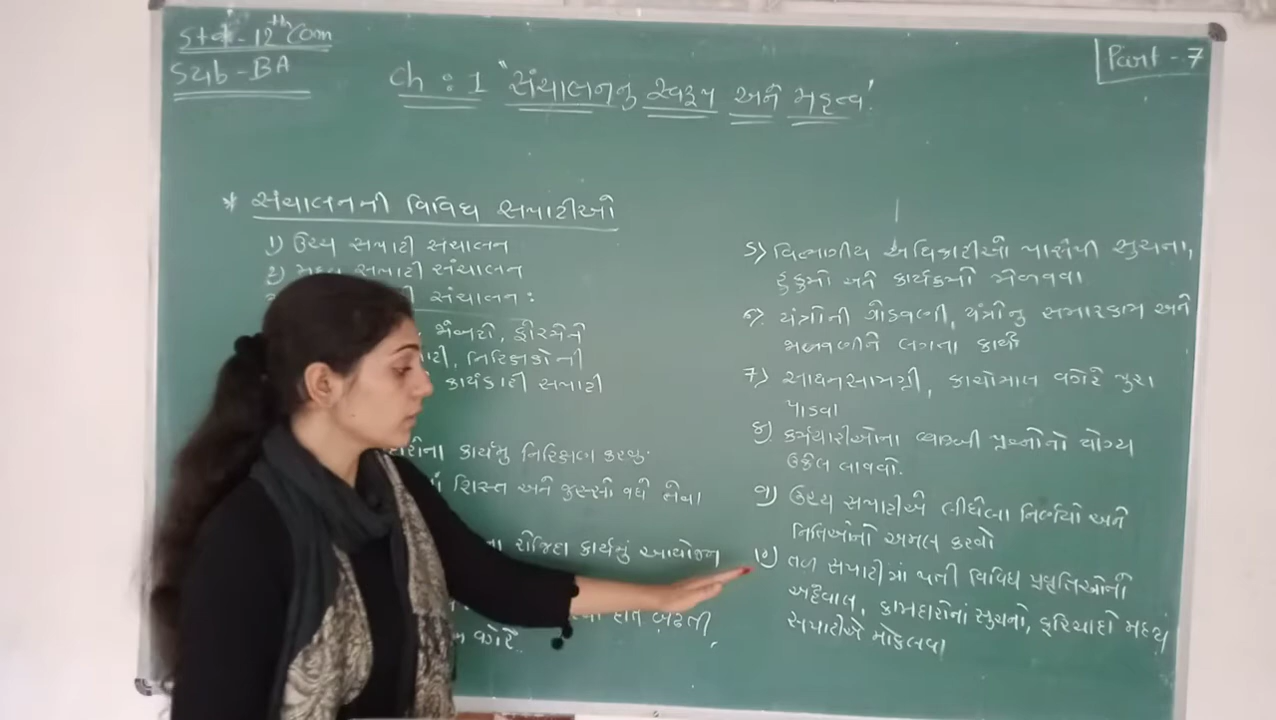 Std - 12th Com
Sub - BA
Part - 7
Ch : 1 "સંચાલનનું સ્વરૂપ અને મહત્ત્વ"
* સંચાલનની વિવિધ સપાટીઓ
1) ઉચ્ચ સપાટી સંચાલન
2) મધ્ય સપાટી સંચાલન
સંચાલન :
ફોરમેનો
નિરિક્ષકોની
કાર્યકારી સપાટી
કાર્યનું નિરિક્ષણ કરવું.
શિસ્ત અને જુસ્સો વધે તેવા
રોજિંદા કાર્યનું આયોજન
બઢતી,
વગેરે.
5) વિભાગીય અધિકારીઓ પાસેથી સુચના,
હુકમો અને કાર્યક્રમો મેળવવા
6) યંત્રોની ગોઠવણી, યંત્રોનું સમારકામ અને
જાળવણીને લગતા કાર્યો
7) સાધનસામગ્રી, કાચોમાલ વગેરે પુરા
પાડવા
8) કર્મચારીઓના વ્યાજબી પ્રશ્નોનો યોગ્ય
ઉકેલ લાવવો.
9) ઉચ્ચ સપાટીએ લીધેલા નિર્ણયો અને
નિતિઓનો અમલ કરવો
10) તળ સપાટીમાં થતી વિવિધ પ્રવૃત્તિઓની
અહેવાલ, કામદારોનાં સુચનો, ફરિયાદો મધ્ય
સપાટીએ મોકલવા